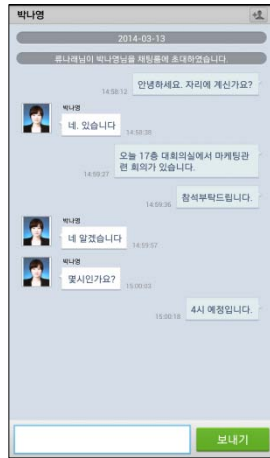 박나영
2014-03-13
류나래님이 박나영님을 채팅룸에 초대하였습니다.
안녕하세요. 자리에 계신가요?
14:58:12
박나영
네. 있습니다
14:58:38
오늘 17층 대회의실에서 마케팅관
련 회의가 있습니다.
14:59:27
참석부탁드립니다.
14:59:36
박나영
네 알겠습니다
14:59:57
박나영
몇시인가요?
15:00:03
4시 예정입니다.
15:00:18
보내기